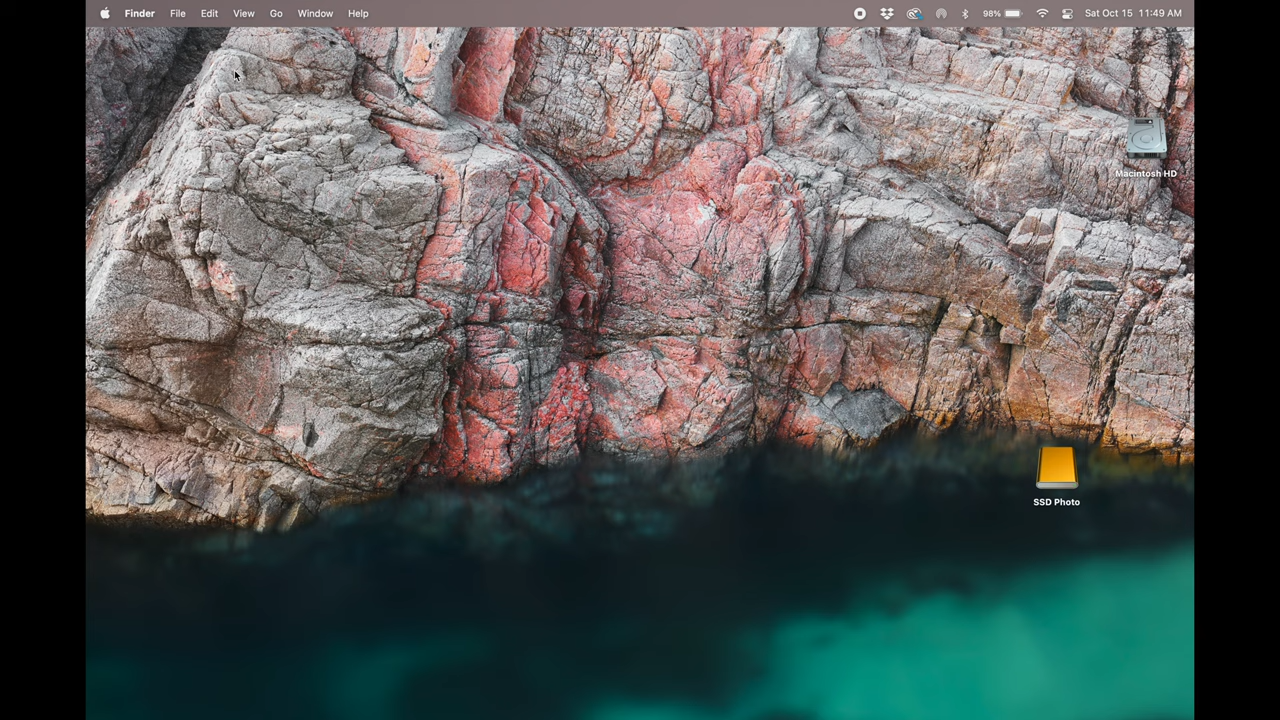 Finder File Edit View Go Window Help 98% Sat Oct 15 11:49 AM
Macintosh HD
SSD Photo